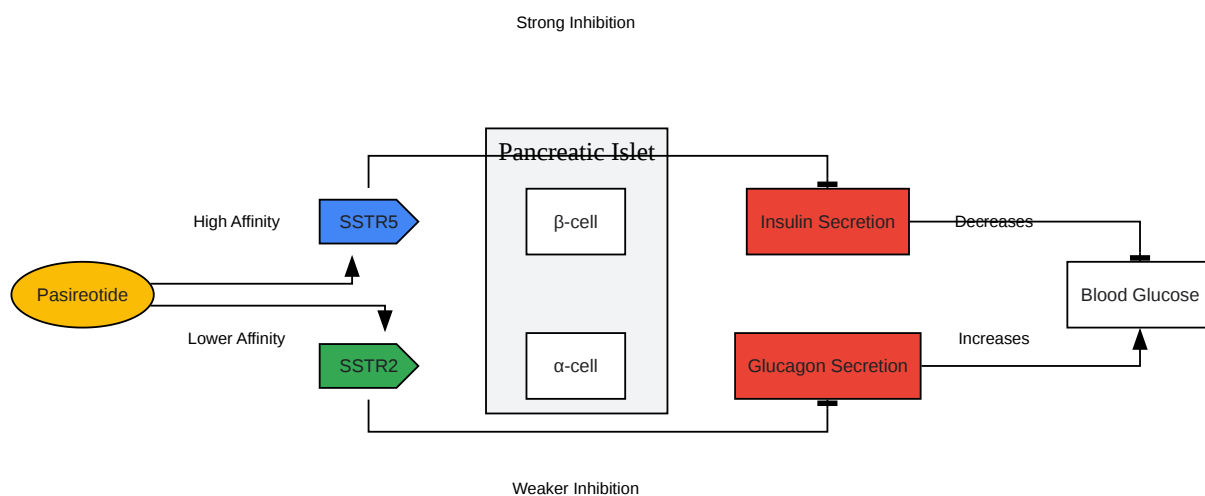 Strong Inhibition
Pancreatic Islet
High Affinity
SSTR5
β-cell
Insulin Secretion
Decreases
Pasireotide
Blood Glucose
Lower Affinity
SSTR2
α-cell
Glucagon Secretion
Increases
Weaker Inhibition